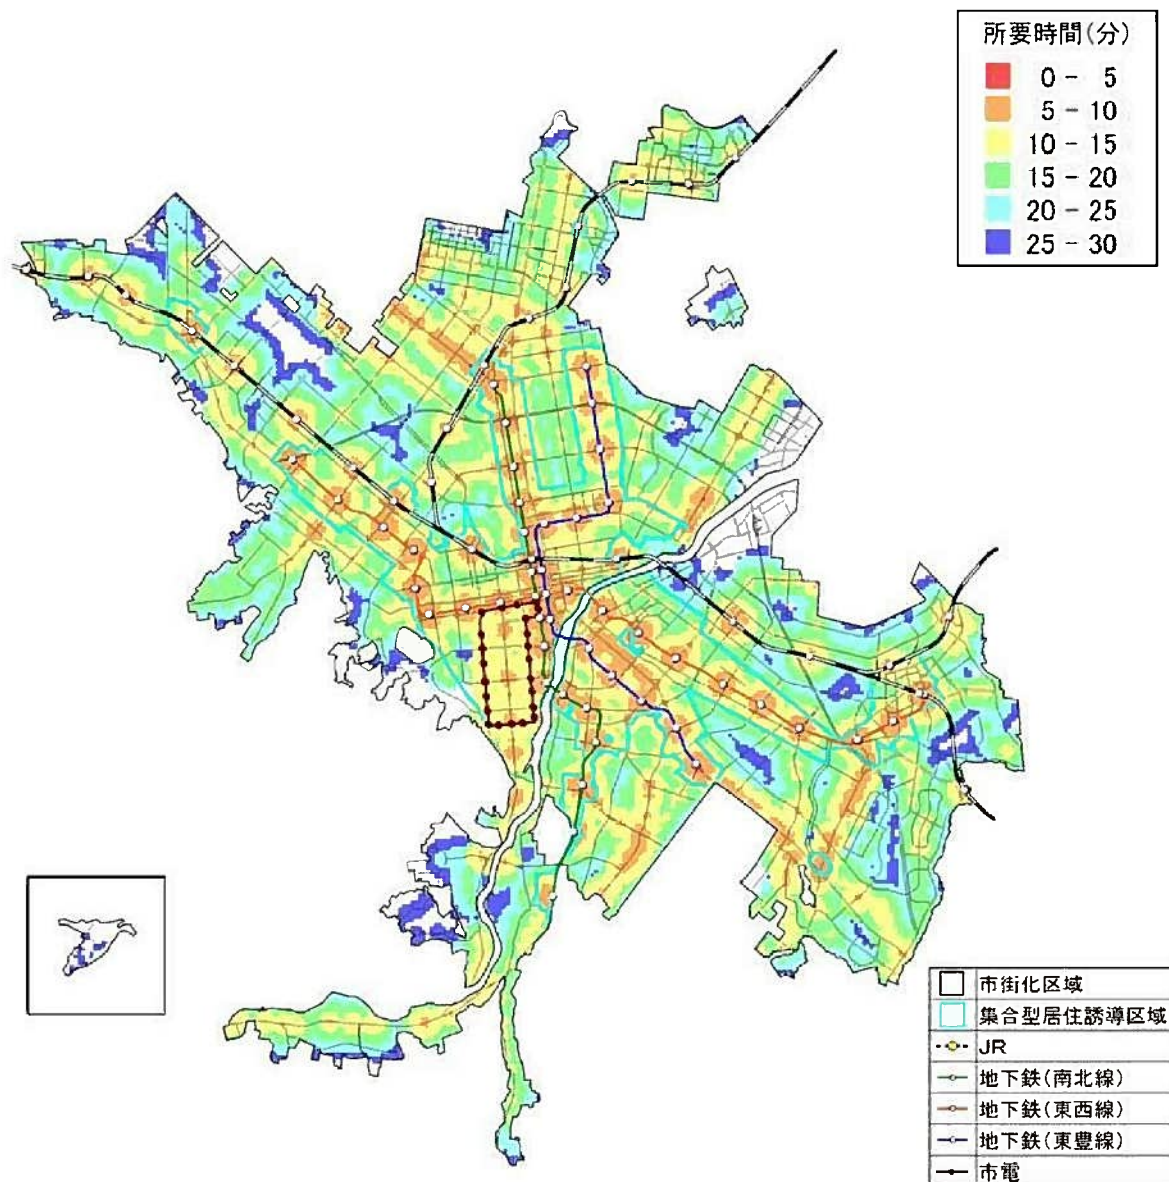 所要時間(分)
0 - 5
5 - 10
10 - 15
15 - 20
20 - 25
25 - 30
市街化区域
集合型居住誘導区域
JR
地下鉄(南北線)
地下鉄(東西線)
地下鉄(東豊線)
市電